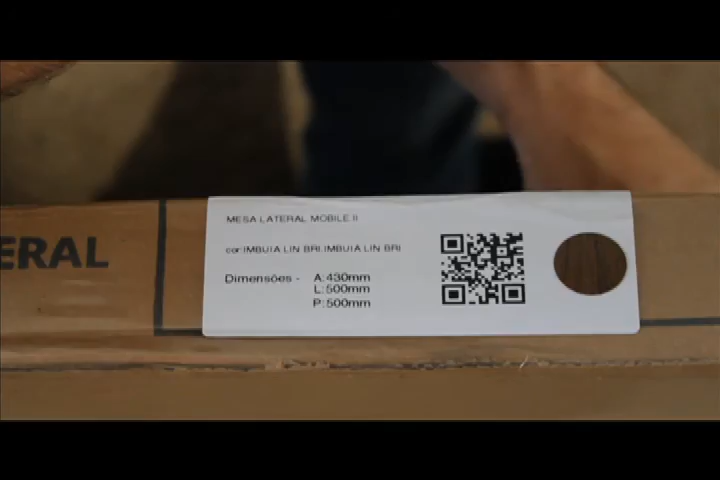 ERAL
MESA LATERAL MOBILE II
cor:IMBUIA LIN BRI.IMBUIA LIN BRI
Dimensões - A:430mm
L:500mm
P:500mm